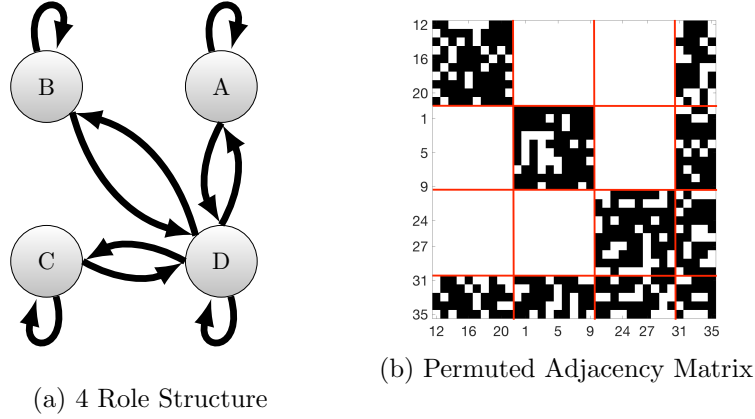 B
A
C
D
(a) 4 Role Structure
12
16
20
1
5
9
24
27
31
35
12 16 20 1 5 9 24 27 31 35
(b) Permuted Adjacency Matrix